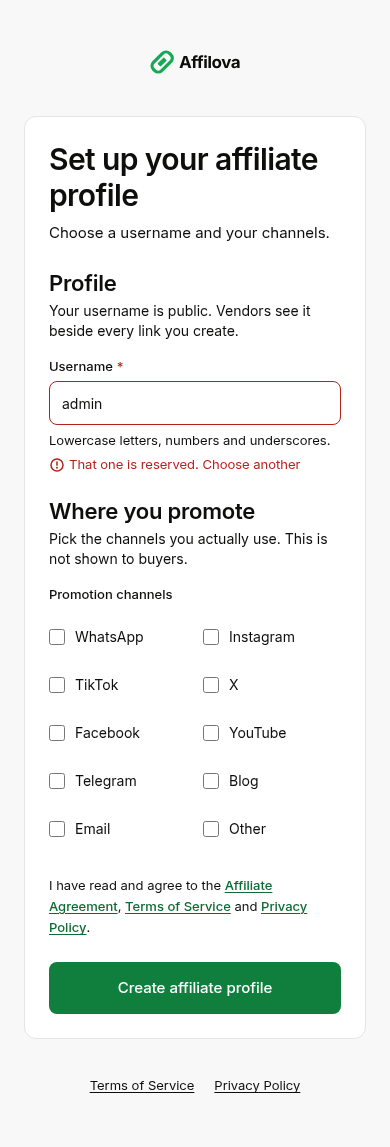 Affilova
Set up your affiliate
profile
Choose a username and your channels.
Profile
Your username is public. Vendors see it
beside every link you create.
Username *
admin
Lowercase letters, numbers and underscores.
That one is reserved. Choose another
Where you promote
Pick the channels you actually use. This is
not shown to buyers.
Promotion channels
WhatsApp Instagram
TikTok X
Facebook YouTube
Telegram Blog
Email Other
I have read and agree to the Affiliate
Agreement, Terms of Service and Privacy
Policy.
Create affiliate profile
Terms of Service Privacy Policy